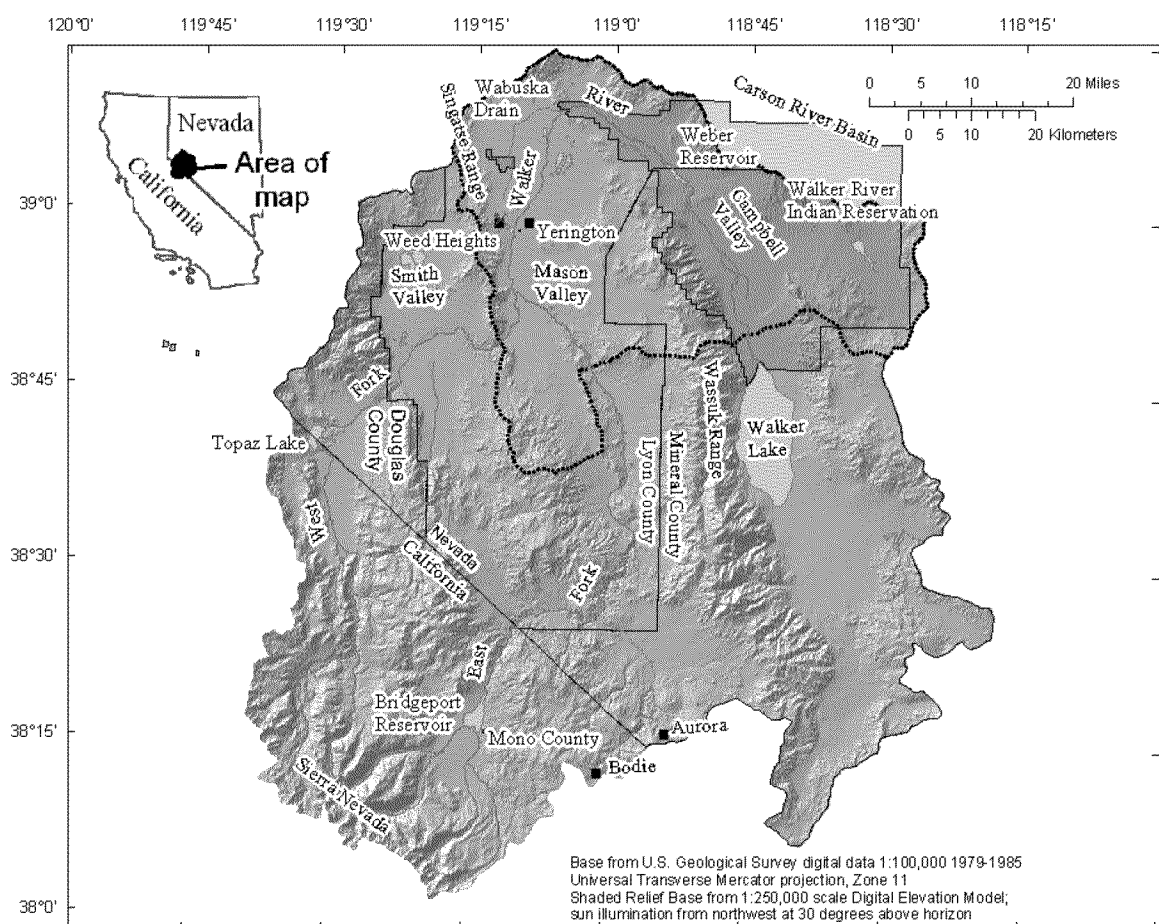 120°0' 119°45' 119°30' 119°15' 119°0' 118°45' 118°30' 118°15'
Wabuska
Drain
Singatse Range
River
Carson River Basin
0 5 10 20 Miles
0 5 10 20 Kilometers
Nevada
California
Area of
map
Walker
Weber
Reservoir
39°0'
Walker River
Indian Reservation
Campbell
Valley
Weed Heights
Yerington
Smith
Valley
Mason
Valley
38°45'
Fork
Douglas
County
Wassuk Range
Walker
Lake
Topaz Lake
Lyon County
Mineral County
West
38°30'
Nevada
California
Fork
East
Bridgeport
Reservoir
38°15'
Mono County
Aurora
Bodie
Sierra Nevada
Base from U.S. Geological Survey digital data 1:100,000 1979-1985
Universal Transverse Mercator projection, Zone 11
Shaded Relief Base from 1:250,000 scale Digital Elevation Model;
sun illumination from northwest at 30 degrees above horizon
38°0'